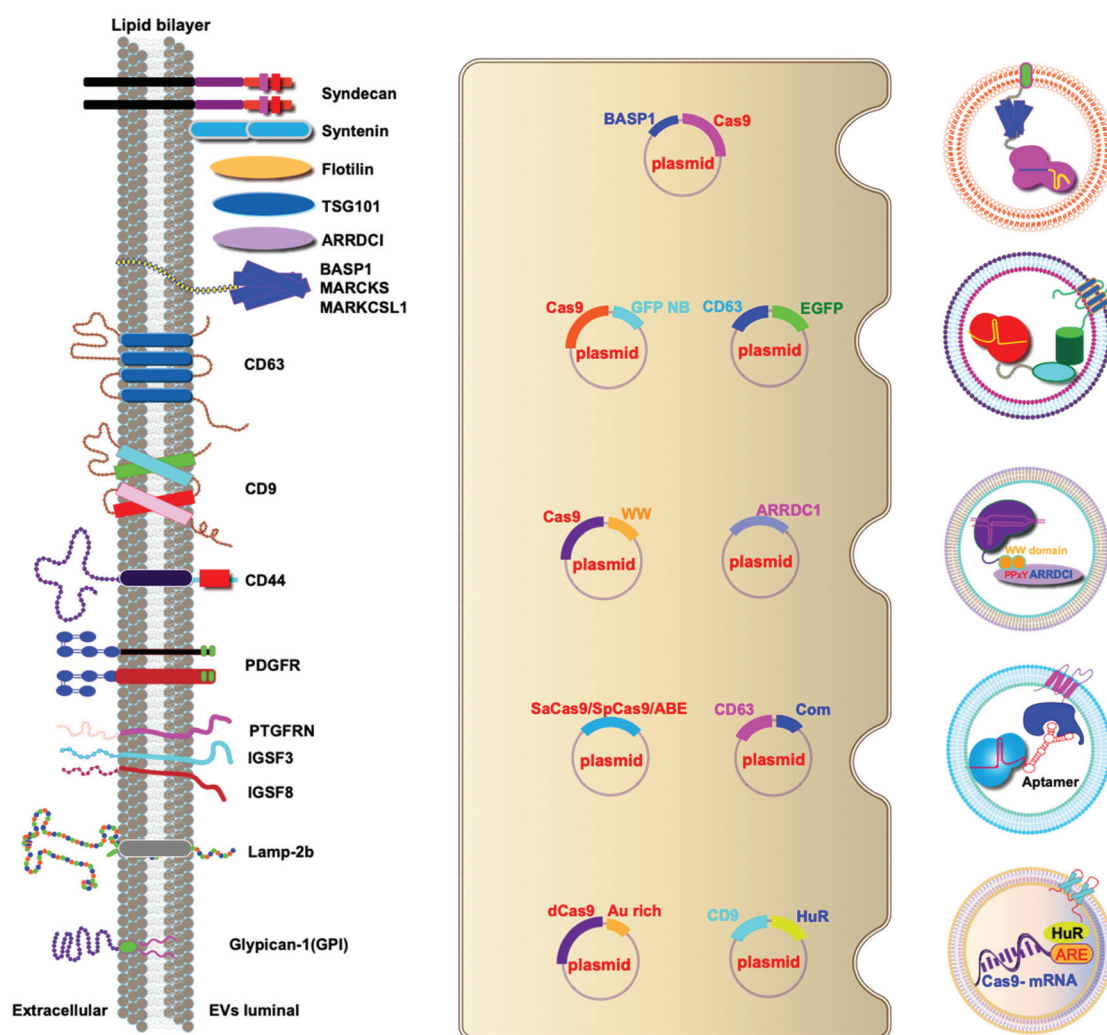 Lipid bilayer
Syndecan
Syntenin
Flotilin
TSG101
ARRDCI
BASP1
MARCKS
MARKCSL1
CD63
CD9
CD44
PDGFR
PTGFRN
IGSF3
IGSF8
Lamp-2b
Glypican-1(GPI)
Extracellular
EVs luminal
BASP1
Cas9
plasmid
Cas9
GFP NB
plasmid
CD63
EGFP
plasmid
Cas9
WW
plasmid
ARRDC1
plasmid
SaCas9/SpCas9/ABE
plasmid
CD63
Com
plasmid
dCas9
Au rich
plasmid
CD9
HuR
plasmid
WW domain
PPxY ARRDCI
Aptamer
HuR
ARE
Cas9- mRNA